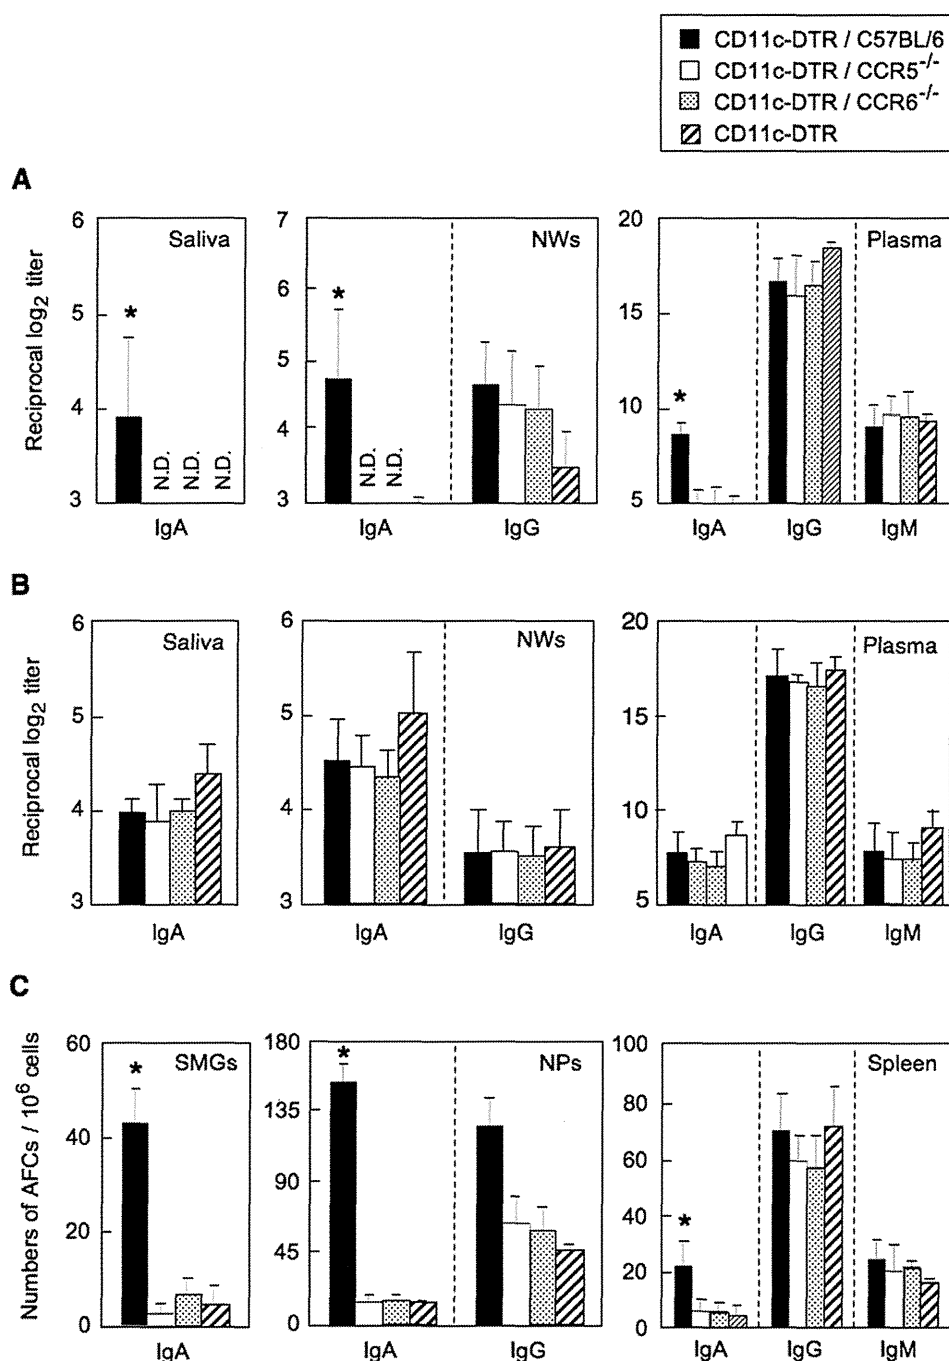 CD11c-DTR / C57BL/6
CD11c-DTR / CCR5-/-
CD11c-DTR / CCR6-/-
CD11c-DTR
A
Reciprocal log2 titer
6
5
4
3
Saliva
*
N.D.
N.D.
N.D.
IgA
7
6
5
4
3
NWs
*
N.D.
N.D.
IgA
IgG
20
15
10
5
Plasma
*
IgA
IgG
IgM
B
Reciprocal log2 titer
6
5
4
3
Saliva
IgA
6
5
4
3
NWs
IgA
IgG
20
15
10
5
Plasma
IgA
IgG
IgM
C
Numbers of AFCs / 10^6 cells
60
40
20
0
SMGs
*
IgA
180
135
90
45
0
NPs
*
IgA
IgG
100
80
60
40
20
0
Spleen
*
IgA
IgG
IgM